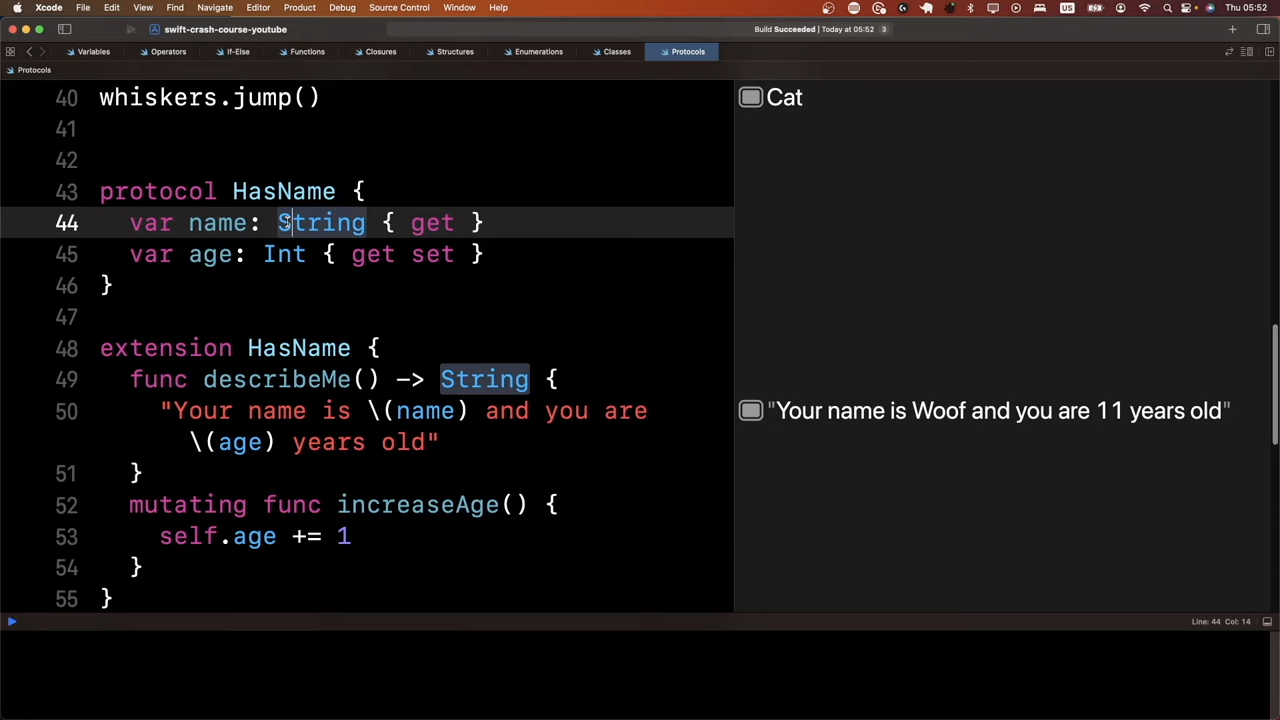 Xcode File Edit View Find Navigate Editor Product Debug Source Control Window Help US Thu 05:52
swift-crash-course-youtube Build Succeeded | Today at 05:52 3
Variables Operators If-Else Functions Closures Structures Enumerations Classes Protocols
Protocols
40 whiskers.jump() Cat
41
42
43 protocol HasName {
44 var name: String { get }
45 var age: Int { get set }
46 }
47
48 extension HasName {
49 func describeMe() -> String {
50 "Your name is \(name) and you are "Your name is Woof and you are 11 years old"
\(age) years old"
51 }
52 mutating func increaseAge() {
53 self.age += 1
54 }
55 }
Line: 44 Col: 14